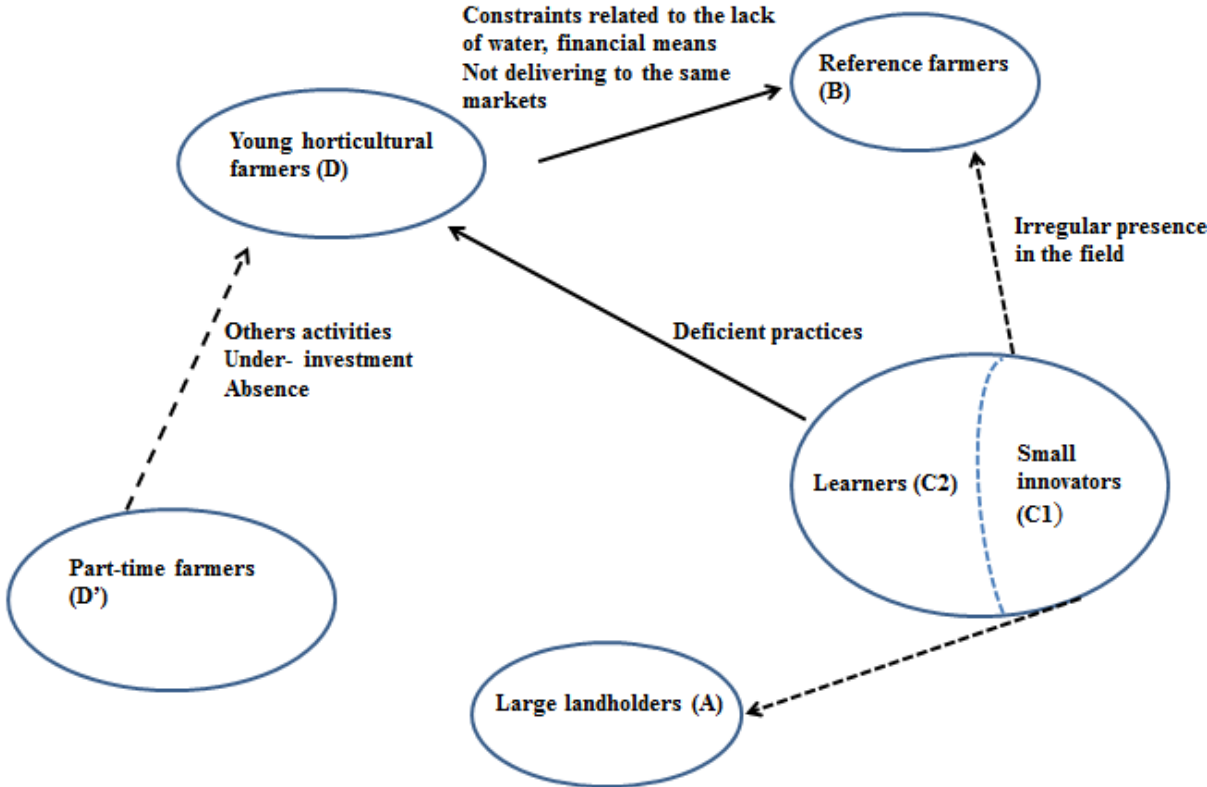 Constraints related to the lack
of water, financial means
Not delivering to the same
markets
Reference farmers
(B)
Young horticultural
farmers (D)
Irregular presence
in the field
Others activities
Under- investment
Absence
Deficient practices
Learners (C2)
Small
innovators
(C1)
Part-time farmers
(D’)
Large landholders (A)